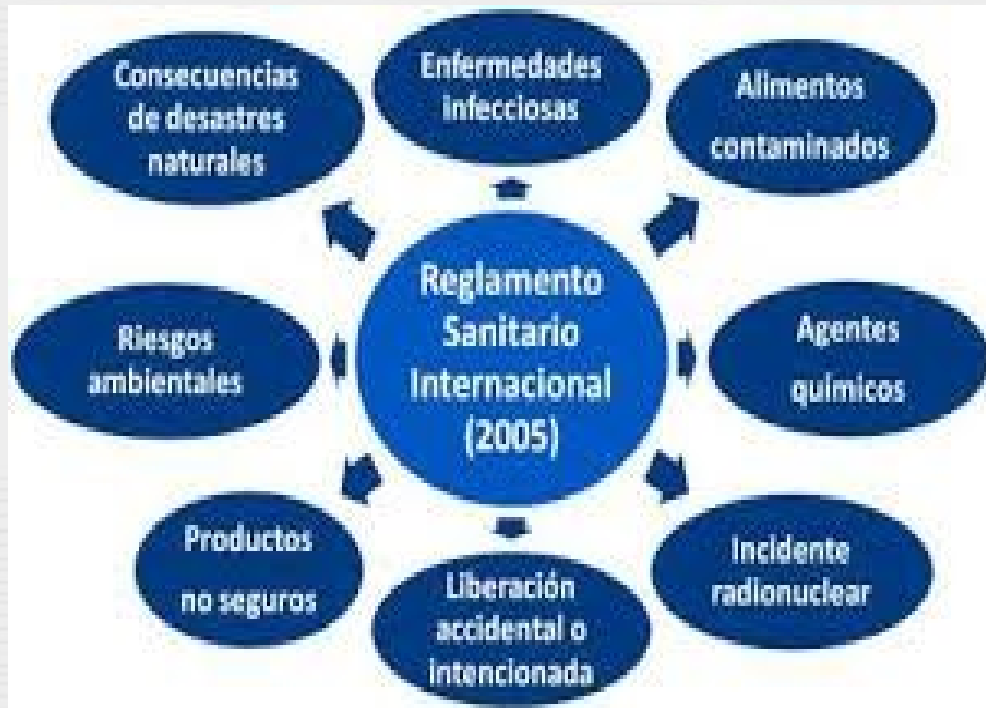 Consecuencias
de desastres
naturales
Enfermedades
infecciosas
Alimentos
contaminados
Riesgos
ambientales
Reglamento
Sanitario
Internacional
(2005)
Agentes
químicos
Productos
no seguros
Liberación
accidental o
intencionada
Incidente
radionuclear